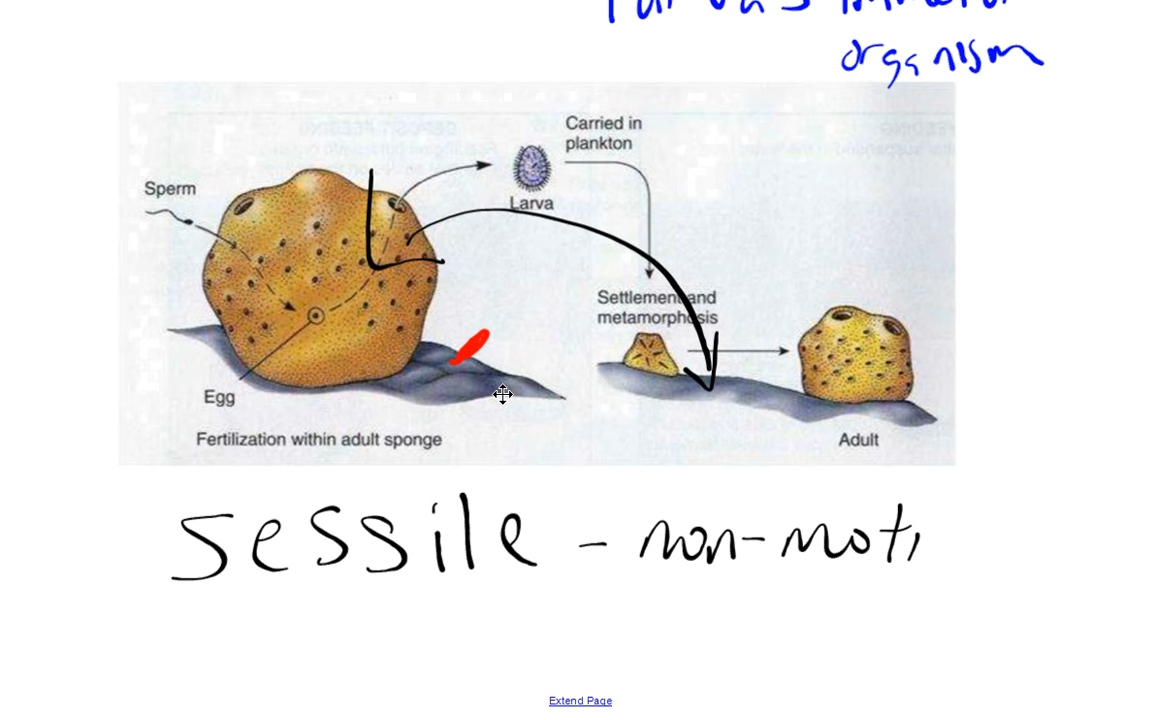 organism
Carried in
plankton
Sperm
Larva
Settlement and
metamorphosis
Egg
Fertilization within adult sponge
Adult
sessile - non-moti
Extend Page